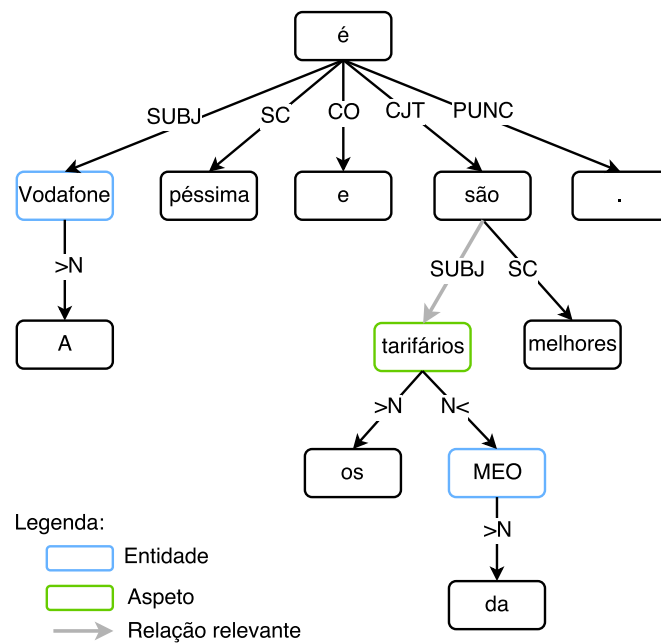 é
SUBJ SC CO CJT PUNC
Vodafone péssima e são .
>N SUBJ SC
A tarifários melhores
>N N<
os MEO
Legenda: >N
Entidade
Aspeto da
Relação relevante